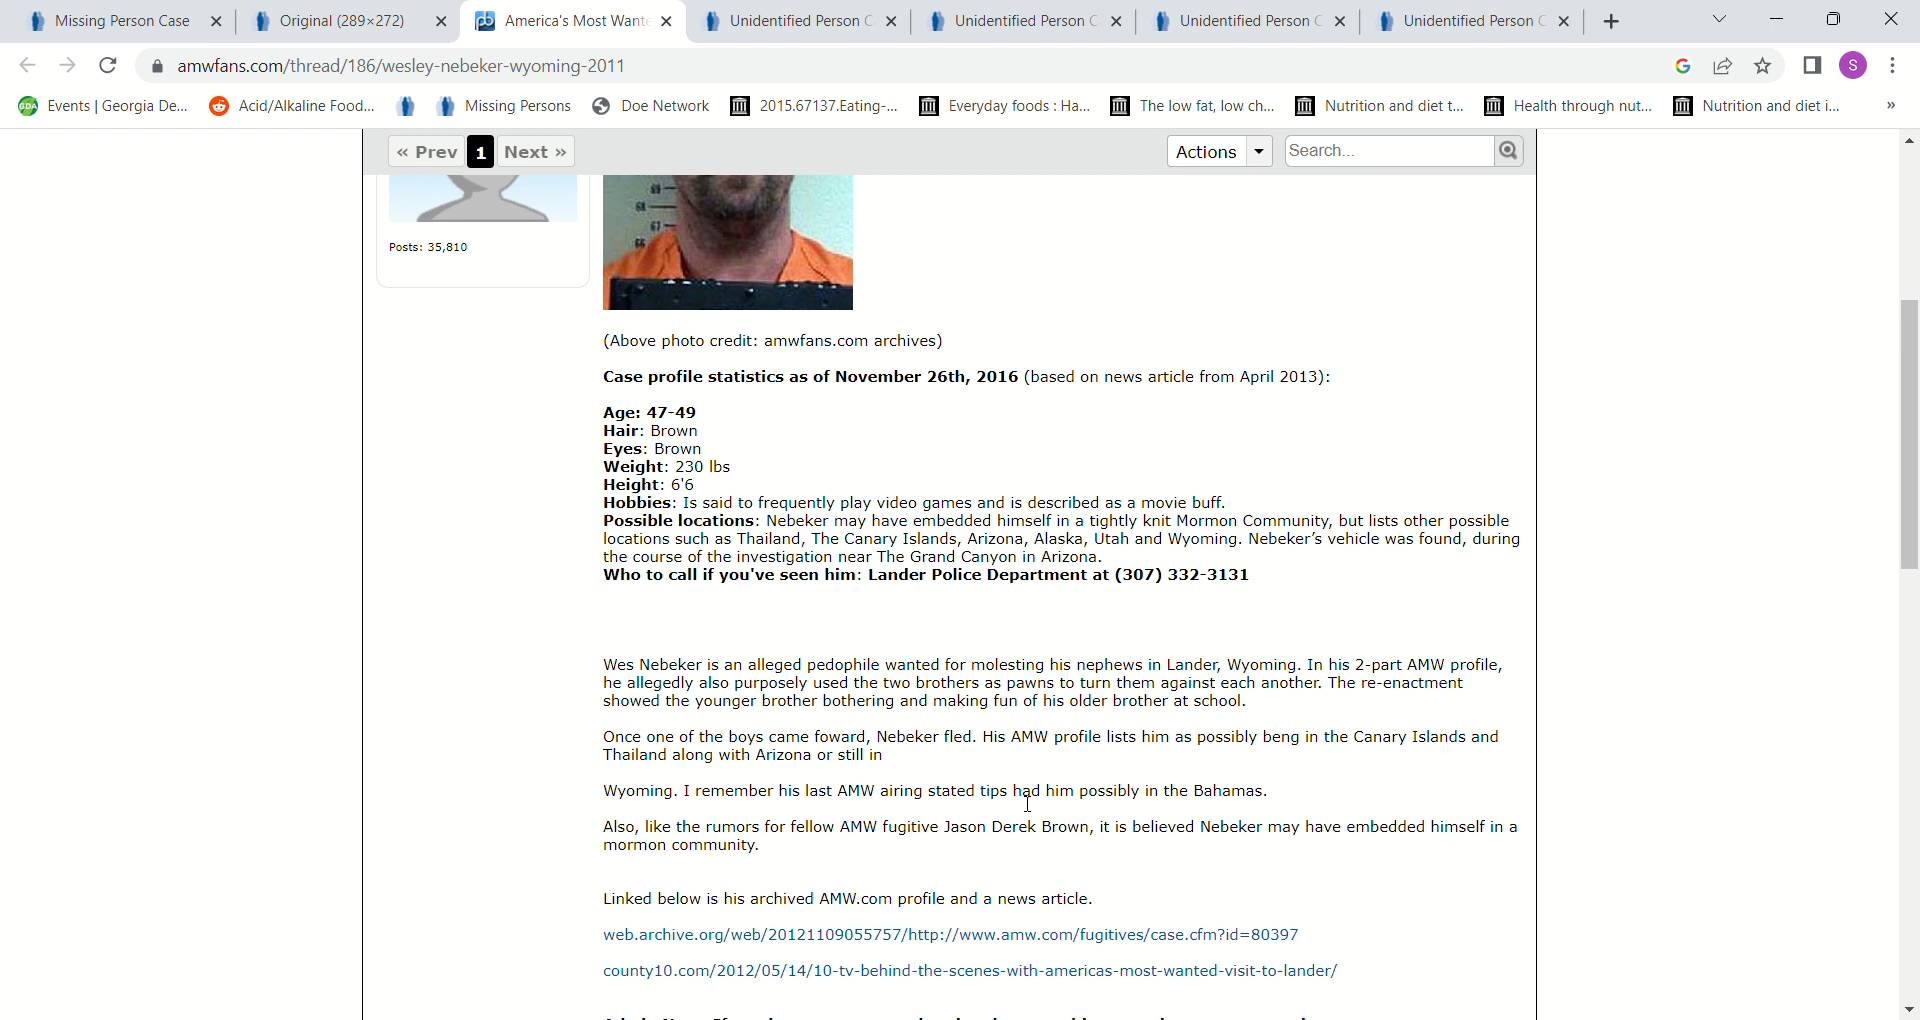 Missing Person Case
Original (289×272)
America's Most Wante
Unidentified Person C
Unidentified Person C
Unidentified Person C
Unidentified Person C
amwfans.com/thread/186/wesley-nebeker-wyoming-2011
S
GDA Events | Georgia De...
Acid/Alkaline Food...
Missing Persons
Doe Network
2015.67137.Eating-...
Everyday foods : Ha...
The low fat, low ch...
Nutrition and diet t...
Health through nut...
Nutrition and diet i...
»
« Prev 1 Next »
Actions
Search...
Posts: 35,810
69
68
67
66
(Above photo credit: amwfans.com archives)
Case profile statistics as of November 26th, 2016 (based on news article from April 2013):
Age: 47-49
Hair: Brown
Eyes: Brown
Weight: 230 lbs
Height: 6'6
Hobbies: Is said to frequently play video games and is described as a movie buff.
Possible locations: Nebeker may have embedded himself in a tightly knit Mormon Community, but lists other possible
locations such as Thailand, The Canary Islands, Arizona, Alaska, Utah and Wyoming. Nebeker’s vehicle was found, during
the course of the investigation near The Grand Canyon in Arizona.
Who to call if you've seen him: Lander Police Department at (307) 332-3131
Wes Nebeker is an alleged pedophile wanted for molesting his nephews in Lander, Wyoming. In his 2-part AMW profile,
he allegedly also purposely used the two brothers as pawns to turn them against each another. The re-enactment
showed the younger brother bothering and making fun of his older brother at school.
Once one of the boys came foward, Nebeker fled. His AMW profile lists him as possibly beng in the Canary Islands and
Thailand along with Arizona or still in
Wyoming. I remember his last AMW airing stated tips had him possibly in the Bahamas.
Also, like the rumors for fellow AMW fugitive Jason Derek Brown, it is believed Nebeker may have embedded himself in a
mormon community.
Linked below is his archived AMW.com profile and a news article.
web.archive.org/web/20121109055757/http://www.amw.com/fugitives/case.cfm?id=80397
county10.com/2012/05/14/10-tv-behind-the-scenes-with-americas-most-wanted-visit-to-lander/